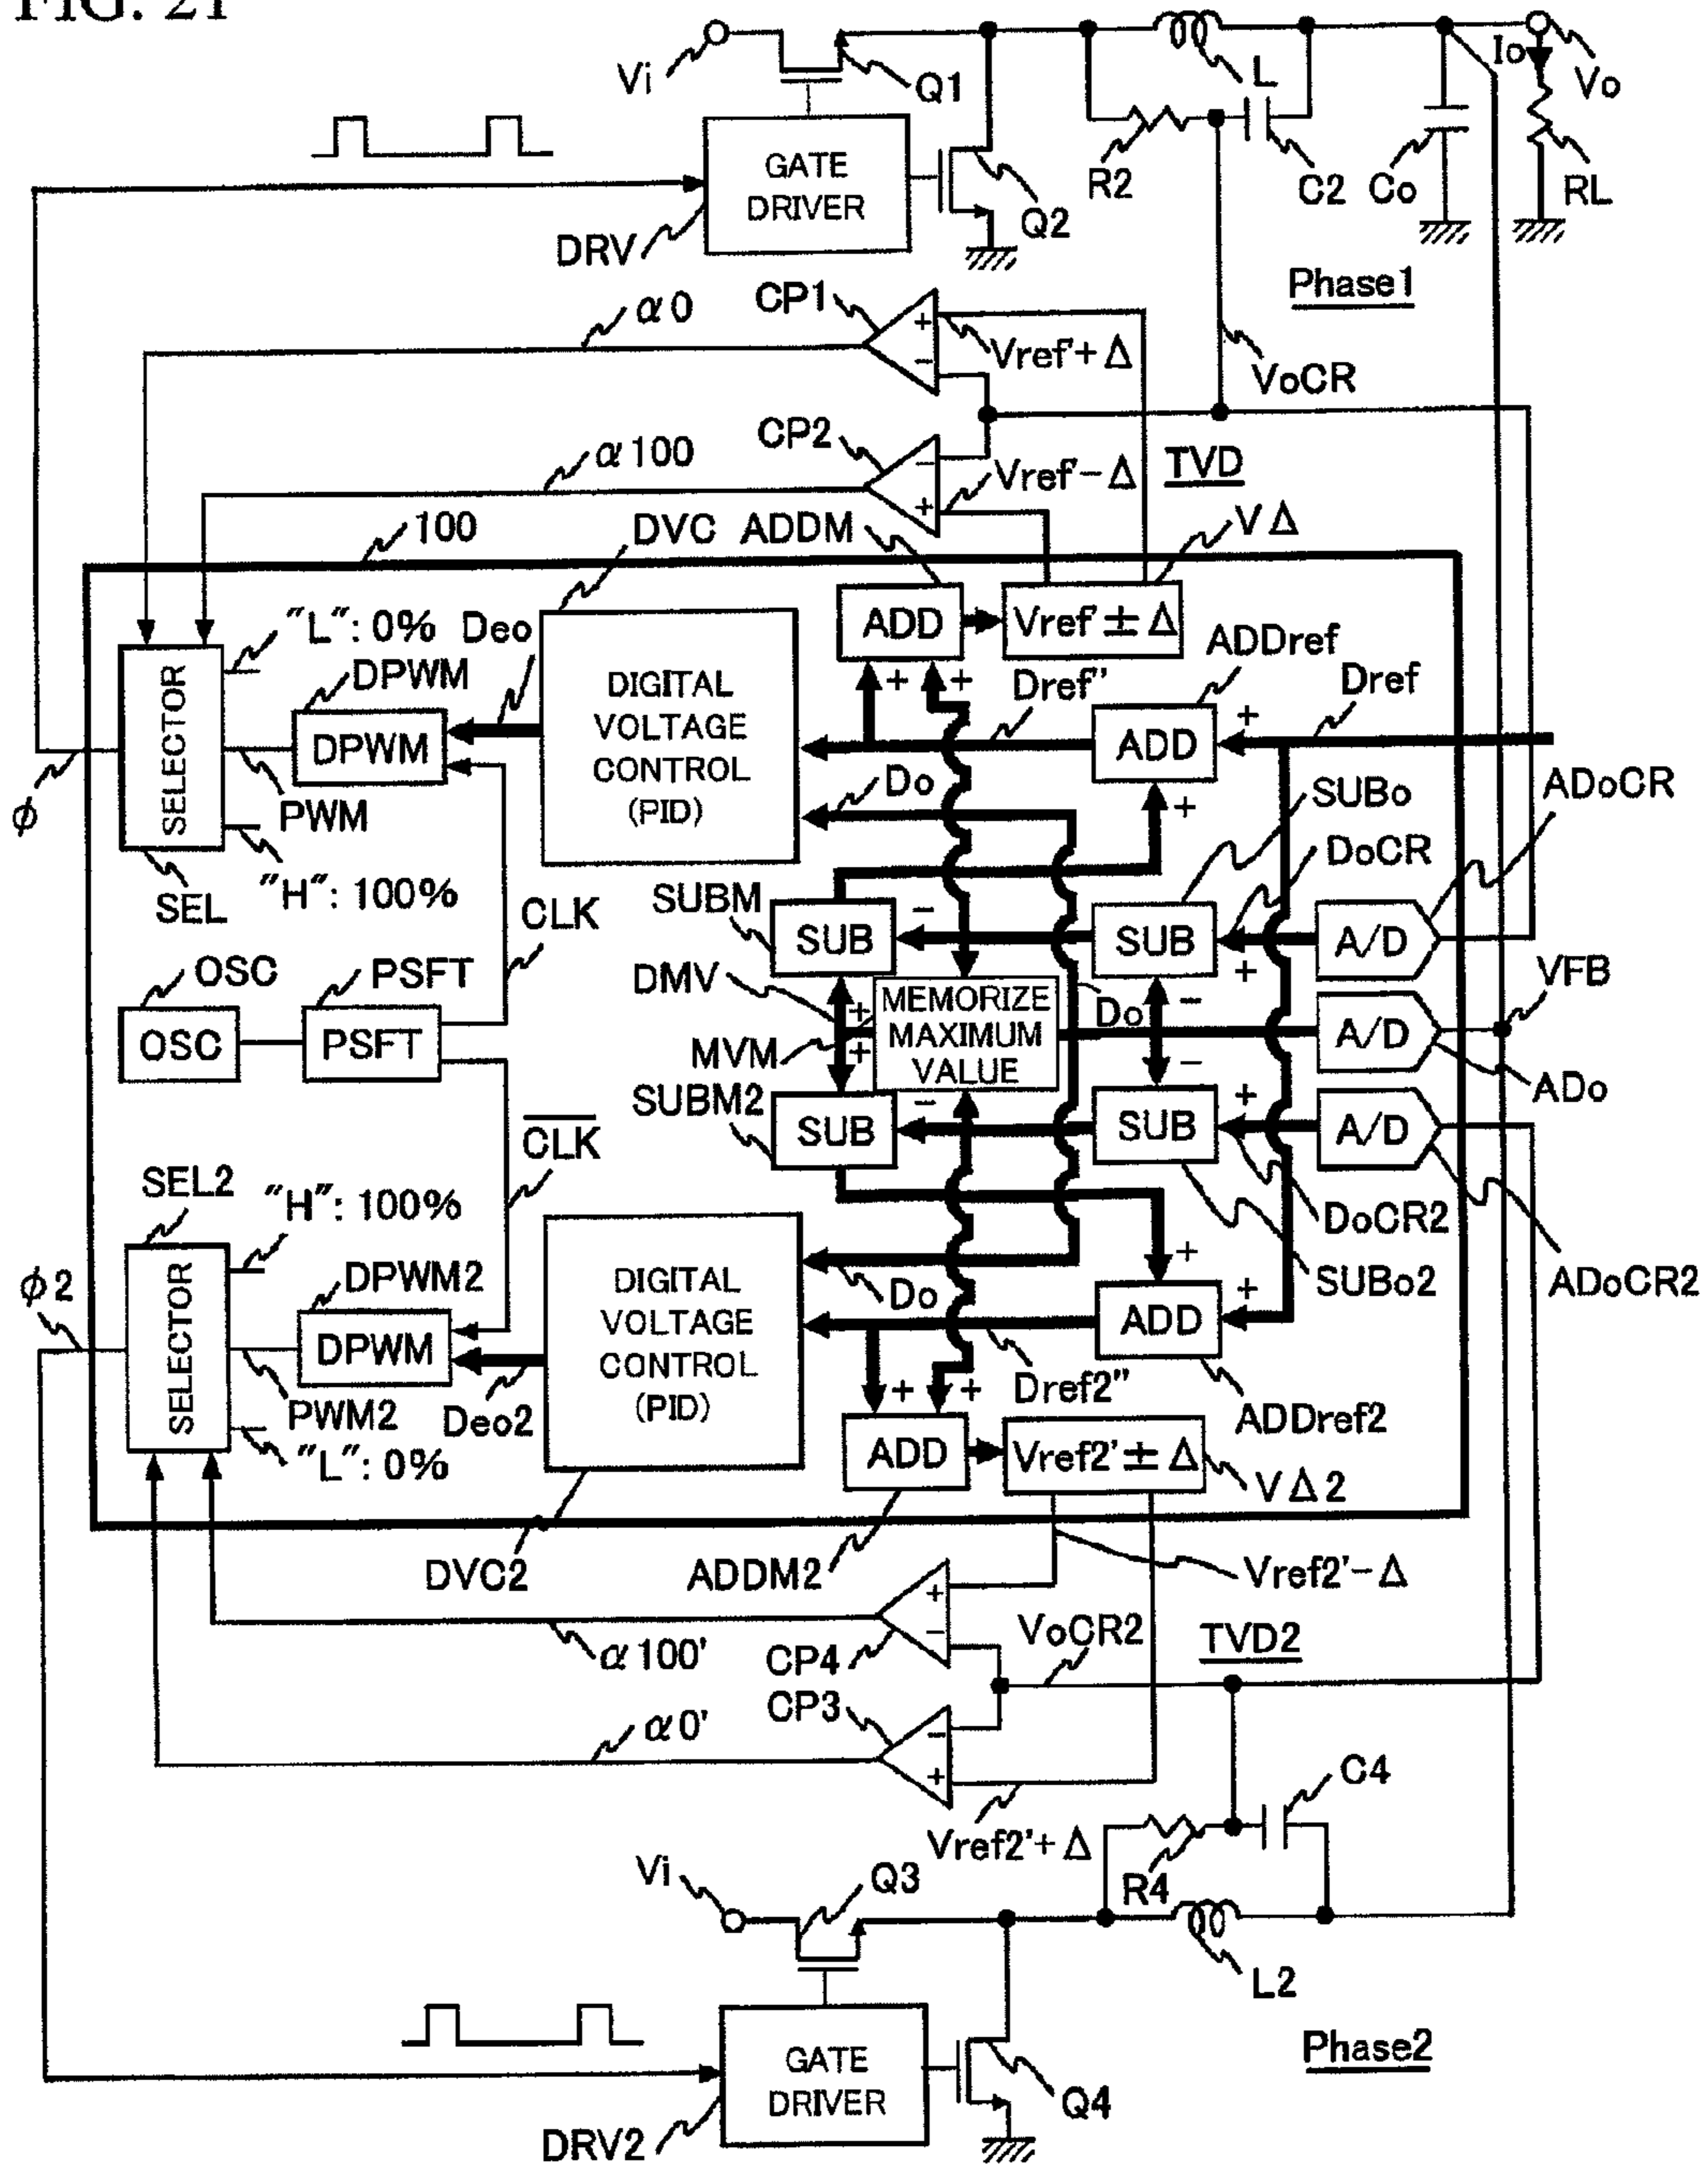 FIG. 21
Vi
Q1
L
Io
Vo
GATE
DRIVER
DRV
Q2
R2
C2
Co
RL
Phase1
α0
CP1
+
−
Vref'+Δ
VoCR
α100
CP2
−
+
Vref'−Δ
TVD
100
DVC
ADDM
VΔ
"L": 0%
Deo
ADD
Vref'±Δ
ADDref
SELECTOR
DPWM
DPWM
DIGITAL
VOLTAGE
CONTROL
(PID)
+
+
Dref"
ADD
+
Dref
ϕ
PWM
Do
+
SUBo
ADoCR
SEL
"H": 100%
CLK
SUBM
SUB
−
SUB
DoCR
+
A/D
OSC
PSFT
DMV
VFB
OSC
PSFT
MVM
+
+
MEMORIZE
MAXIMUM
VALUE
Do
−
−
A/D
ADo
SUBM2
SUB
−
SUB
+
A/D
CLK
SEL2
"H": 100%
DoCR2
ϕ2
DPWM2
SELECTOR
DPWM
DIGITAL
VOLTAGE
CONTROL
(PID)
Do
+
ADD
+
SUBo2
ADoCR2
PWM2
Deo2
+
+
Dref2"
ADDref2
"L": 0%
ADD
Vref2'±Δ
VΔ2
DVC2
ADDM2
Vref2'−Δ
α100'
CP4
+
−
VoCR2
TVD2
α0'
CP3
−
+
Vref2'+Δ
C4
R4
Vi
Q3
L2
GATE
DRIVER
DRV2
Q4
Phase2